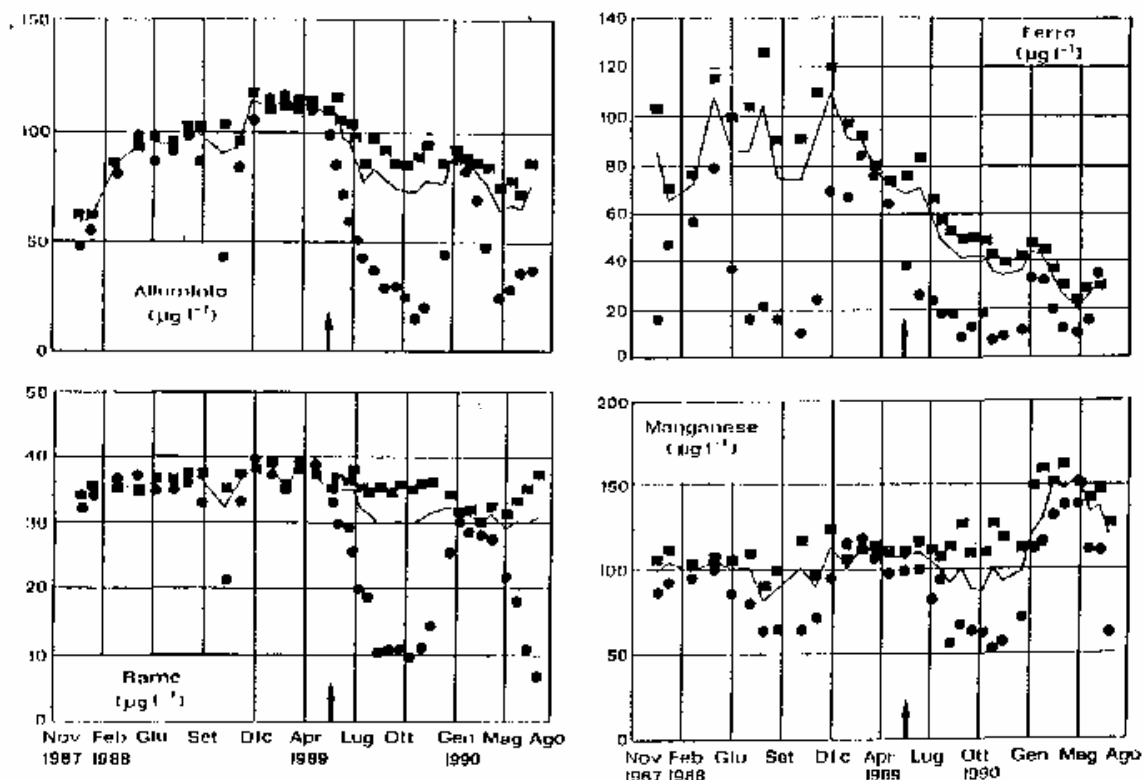 150
100
50
0
Alluminio
(µg l⁻¹)
140
120
100
80
60
40
20
0
Ferro
(µg l⁻¹)
50
40
30
20
10
0
Rame
(µg l⁻¹)
Nov Feb Giu Set Dic Apr Lug Ott Gen Mag Ago
1987 1988 1989 1990
200
150
100
50
0
Manganese
(µg l⁻¹)
Nov Feb Giu Set Dic Apr Lug Ott Gen Mag Ago
1987 1988 1989 1990